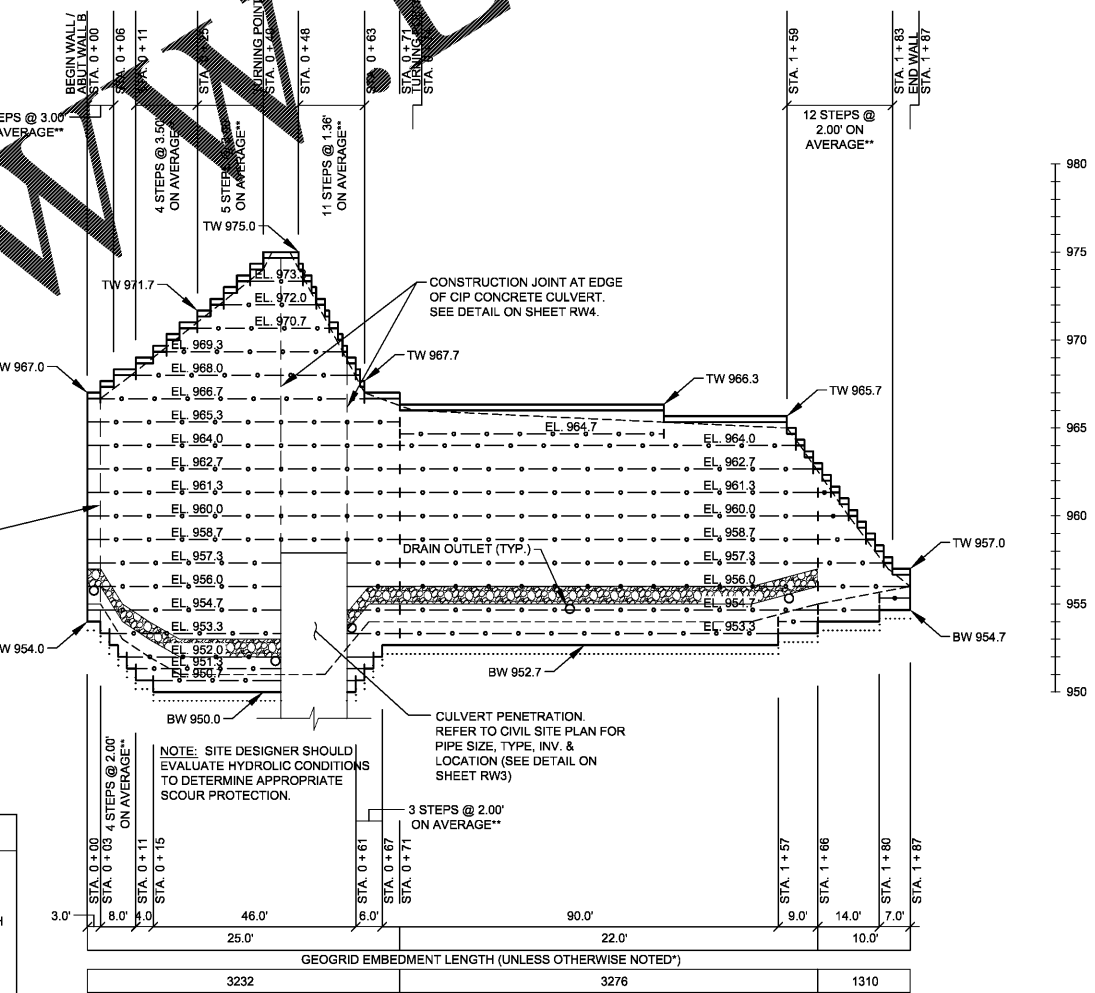 BEGIN WALL /
ABUT WALL B
STA. 0 + 00
STA. 0 + 06
STA. 0 + 11
TURNING POINT
STA. 0 + 48
STA. 0 + 63
STA. 0 + 71
STA. 1 + 59
STA. 1 + 83
END WALL
STA. 1 + 87
EPS @ 3.00'
AVERAGE**
4 STEPS @ 3.50'
ON AVERAGE**
5 STEPS
ON AVERAGE**
11 STEPS @ 1.36'
ON AVERAGE**
12 STEPS @
2.00' ON
AVERAGE**
980
975
970
965
960
955
950
TW 975.0
TW 971.7
W 967.0
TW 967.7
TW 966.3
TW 965.7
TW 957.0
CONSTRUCTION JOINT AT EDGE
OF CIP CONCRETE CULVERT.
SEE DETAIL ON SHEET RW4.
EL. 973.
EL. 972.0
EL. 970.7
EL. 969.3
EL. 968.0
EL. 966.7
EL. 965.3
EL. 964.0
EL. 962.7
EL. 961.3
EL. 960.0
EL. 958.7
EL. 957.3
EL. 956.0
EL. 954.7
EL. 953.3
EL. 952.0
EL. 951.3
EL. 950.7
EL. 964.7
EL. 964.0
EL. 962.7
EL. 961.3
EL. 960.0
EL. 958.7
EL. 957.3
EL. 956.0
EL. 954.7
EL. 953.3
DRAIN OUTLET (TYP.)
W 954.0
BW 950.0
BW 952.7
BW 954.7
CULVERT PENETRATION.
REFER TO CIVIL SITE PLAN FOR
PIPE SIZE, TYPE, INV. &
LOCATION (SEE DETAIL ON
SHEET RW3)
NOTE: SITE DESIGNER SHOULD
EVALUATE HYDROLIC CONDITIONS
TO DETERMINE APPROPRIATE
SCOUR PROTECTION.
4 STEPS @ 2.00'
ON AVERAGE**
3 STEPS @ 2.00'
ON AVERAGE**
STA. 0 + 00
STA. 0 + 03
STA. 0 + 11
STA. 0 + 15
STA. 0 + 61
STA. 0 + 67
STA. 0 + 71
STA. 1 + 57
STA. 1 + 66
STA. 1 + 80
STA. 1 + 87
3.0' 8.0' 4.0 46.0' 6.0' 90.0' 9.0' 14.0' 7.0'
25.0' 22.0' 10.0'
GEOGRID EMBEDMENT LENGTH (UNLESS OTHERWISE NOTED*)
3232 3276 1310
H